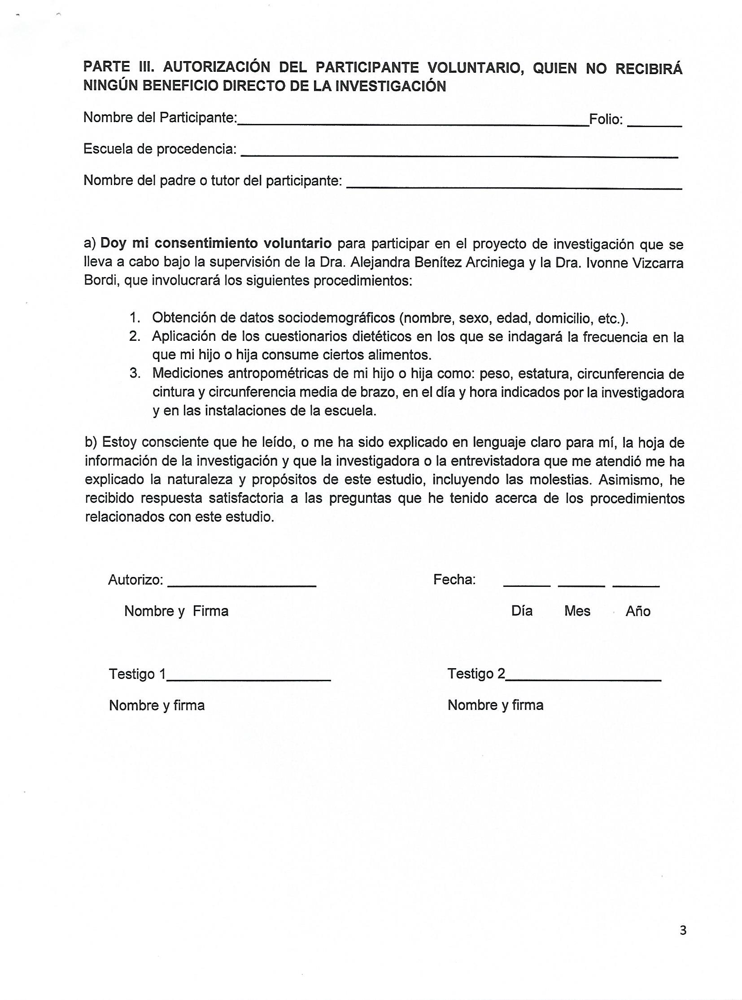 PARTE III. AUTORIZACIÓN DEL PARTICIPANTE VOLUNTARIO, QUIEN NO RECIBIRÁ
NINGÚN BENEFICIO DIRECTO DE LA INVESTIGACIÓN
Nombre del Participante:____________________Folio: _______
Escuela de procedencia: ____________________
Nombre del padre o tutor del participante: ____________________
a) Doy mi consentimiento voluntario para participar en el proyecto de investigación que se
lleva a cabo bajo la supervisión de la Dra. Alejandra Benítez Arciniega y la Dra. Ivonne Vizcarra
Bordi, que involucrará los siguientes procedimientos:
1. Obtención de datos sociodemográficos (nombre, sexo, edad, domicilio, etc.).
2. Aplicación de los cuestionarios dietéticos en los que se indagará la frecuencia en la
que mi hijo o hija consume ciertos alimentos.
3. Mediciones antropométricas de mi hijo o hija como: peso, estatura, circunferencia de
cintura y circunferencia media de brazo, en el día y hora indicados por la investigadora
y en las instalaciones de la escuela.
b) Estoy consciente que he leído, o me ha sido explicado en lenguaje claro para mí, la hoja de
información de la investigación y que la investigadora o la entrevistadora que me atendió me ha
explicado la naturaleza y propósitos de este estudio, incluyendo las molestias. Asimismo, he
recibido respuesta satisfactoria a las preguntas que he tenido acerca de los procedimientos
relacionados con este estudio.
Autorizo: ____________________ Fecha: ______ ______ ______
Nombre y Firma Día Mes Año
Testigo 1____________________ Testigo 2____________________
Nombre y firma Nombre y firma
3